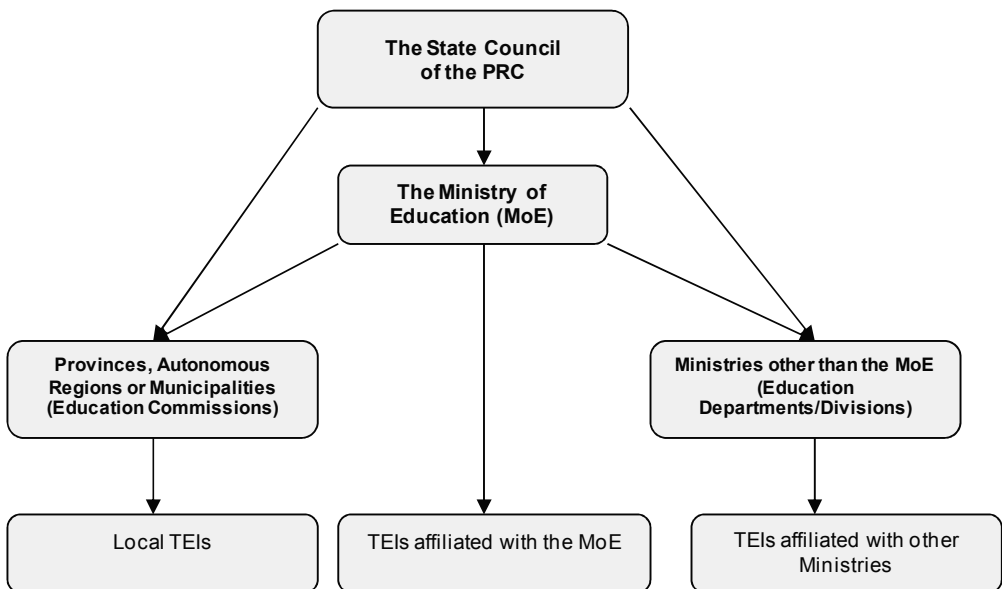 The State Council
of the PRC
The Ministry of
Education (MoE)
Provinces, Autonomous
Regions or Municipalities
(Education Commissions)
Ministries other than the MoE
(Education
Departments/Divisions)
Local TEIs
TEIs affiliated with the MoE
TEIs affiliated with other
Ministries